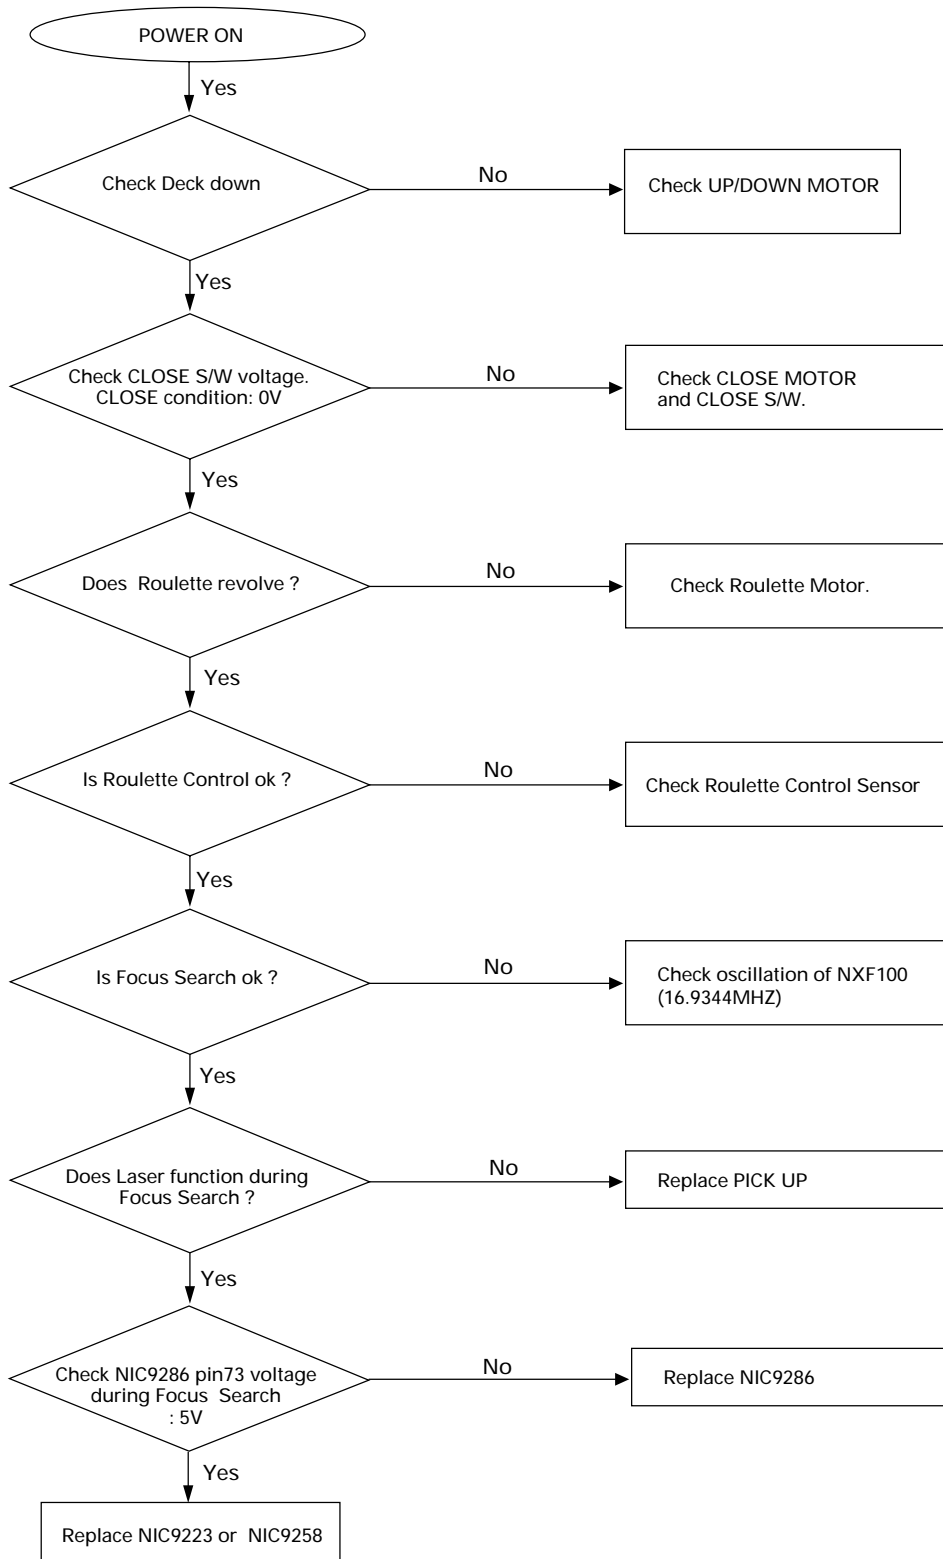 POWER ON
Yes
Check Deck down
No
Check UP/DOWN MOTOR
Yes
Check CLOSE S/W voltage.
CLOSE condition: 0V
No
Check CLOSE MOTOR
and CLOSE S/W.
Yes
Does Roulette revolve ?
No
Check Roulette Motor.
Yes
Is Roulette Control ok ?
No
Check Roulette Control Sensor
Yes
Is Focus Search ok ?
No
Check oscillation of NXF100
(16.9344MHZ)
Yes
Does Laser function during
Focus Search ?
No
Replace PICK UP
Yes
Check NIC9286 pin73 voltage
during Focus Search
: 5V
No
Replace NIC9286
Yes
Replace NIC9223 or NIC9258